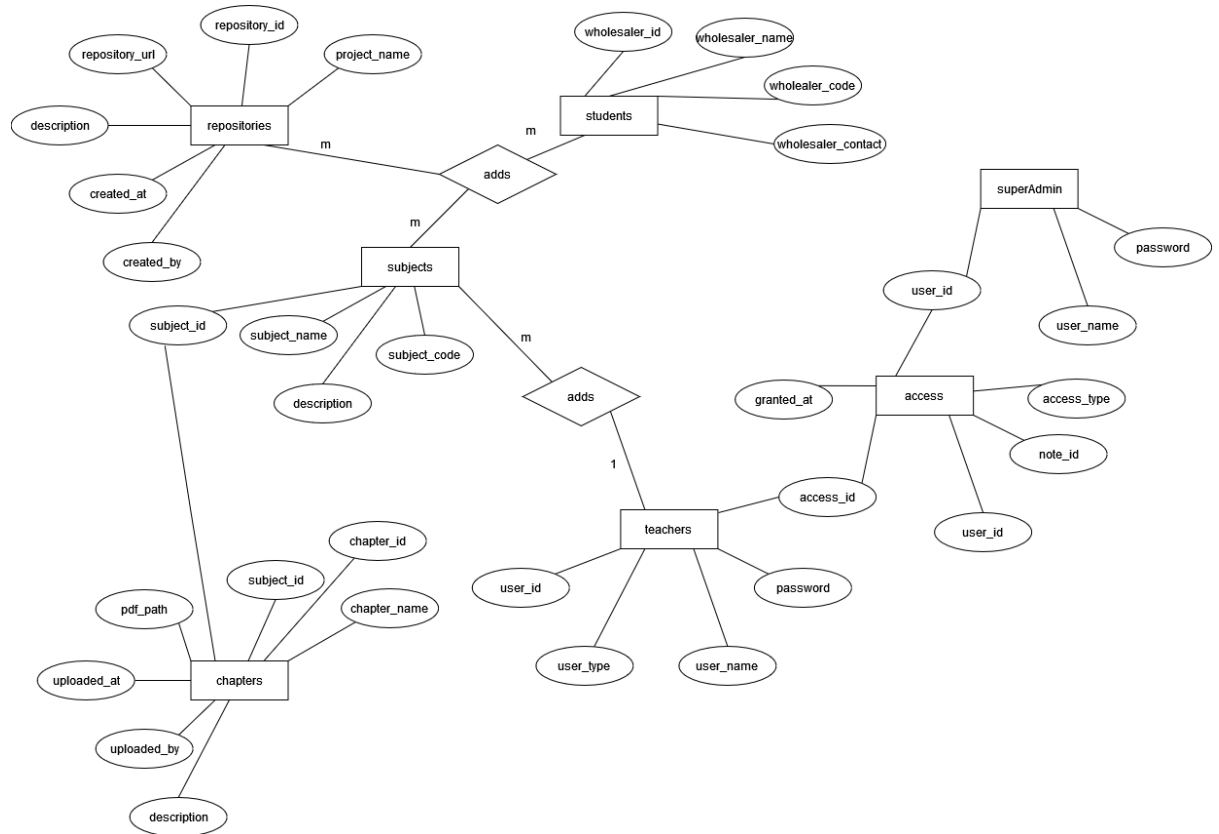 repository_id
repository_url
project_name
description
repositories
created_at
created_by
m
wholesaler_id
wholesaler_name
wholealer_code
students
wholesaler_contact
m
adds
m
subjects
subject_id
subject_name
subject_code
description
m
adds
1
superAdmin
password
user_id
user_name
granted_at
access
access_type
note_id
access_id
user_id
teachers
user_id
password
user_type
user_name
chapter_id
subject_id
pdf_path
chapter_name
uploaded_at
chapters
uploaded_by
description